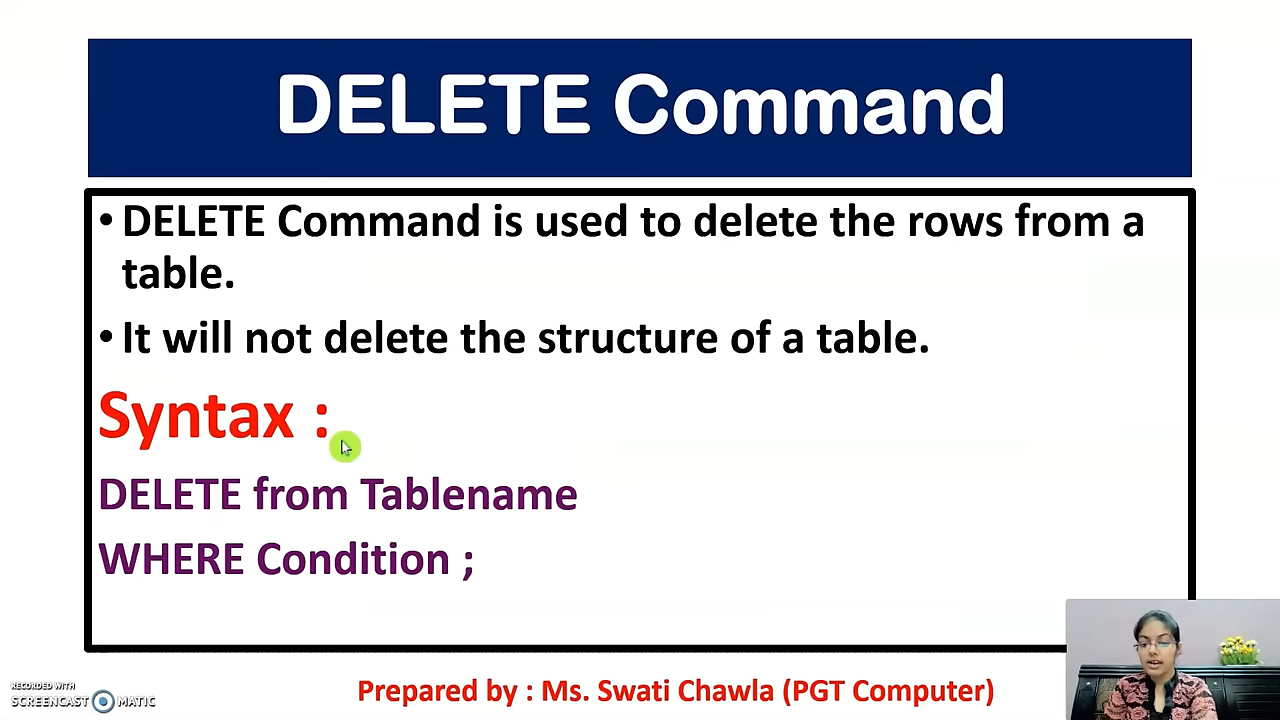 DELETE Command
• DELETE Command is used to delete the rows from a
table.
• It will not delete the structure of a table.
Syntax :
DELETE from Tablename
WHERE Condition ;
Prepared by : Ms. Swati Chawla (PGT Computer)
RECORDED WITH
SCREENCAST MATIC